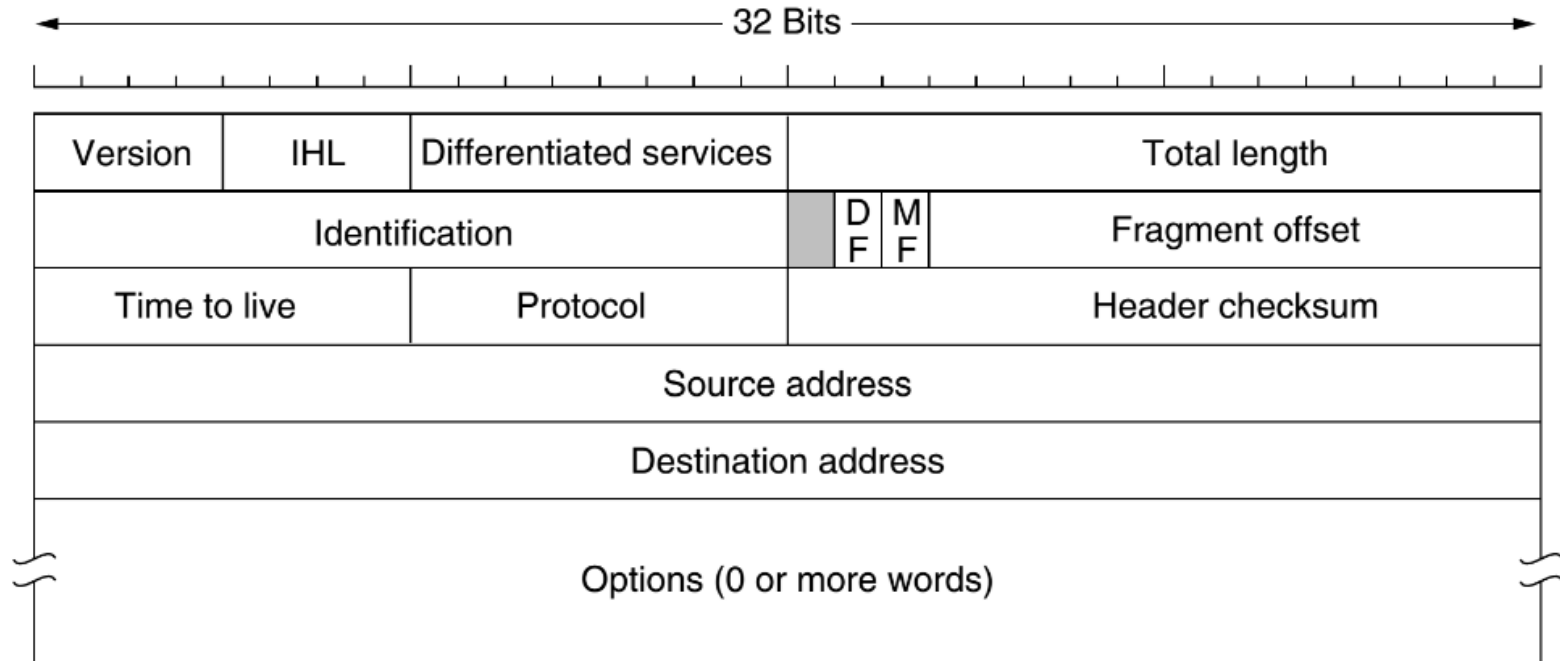 32 Bits
Version IHL Differentiated services Total length
Identification D F M F Fragment offset
Time to live Protocol Header checksum
Source address
Destination address
Options (0 or more words)